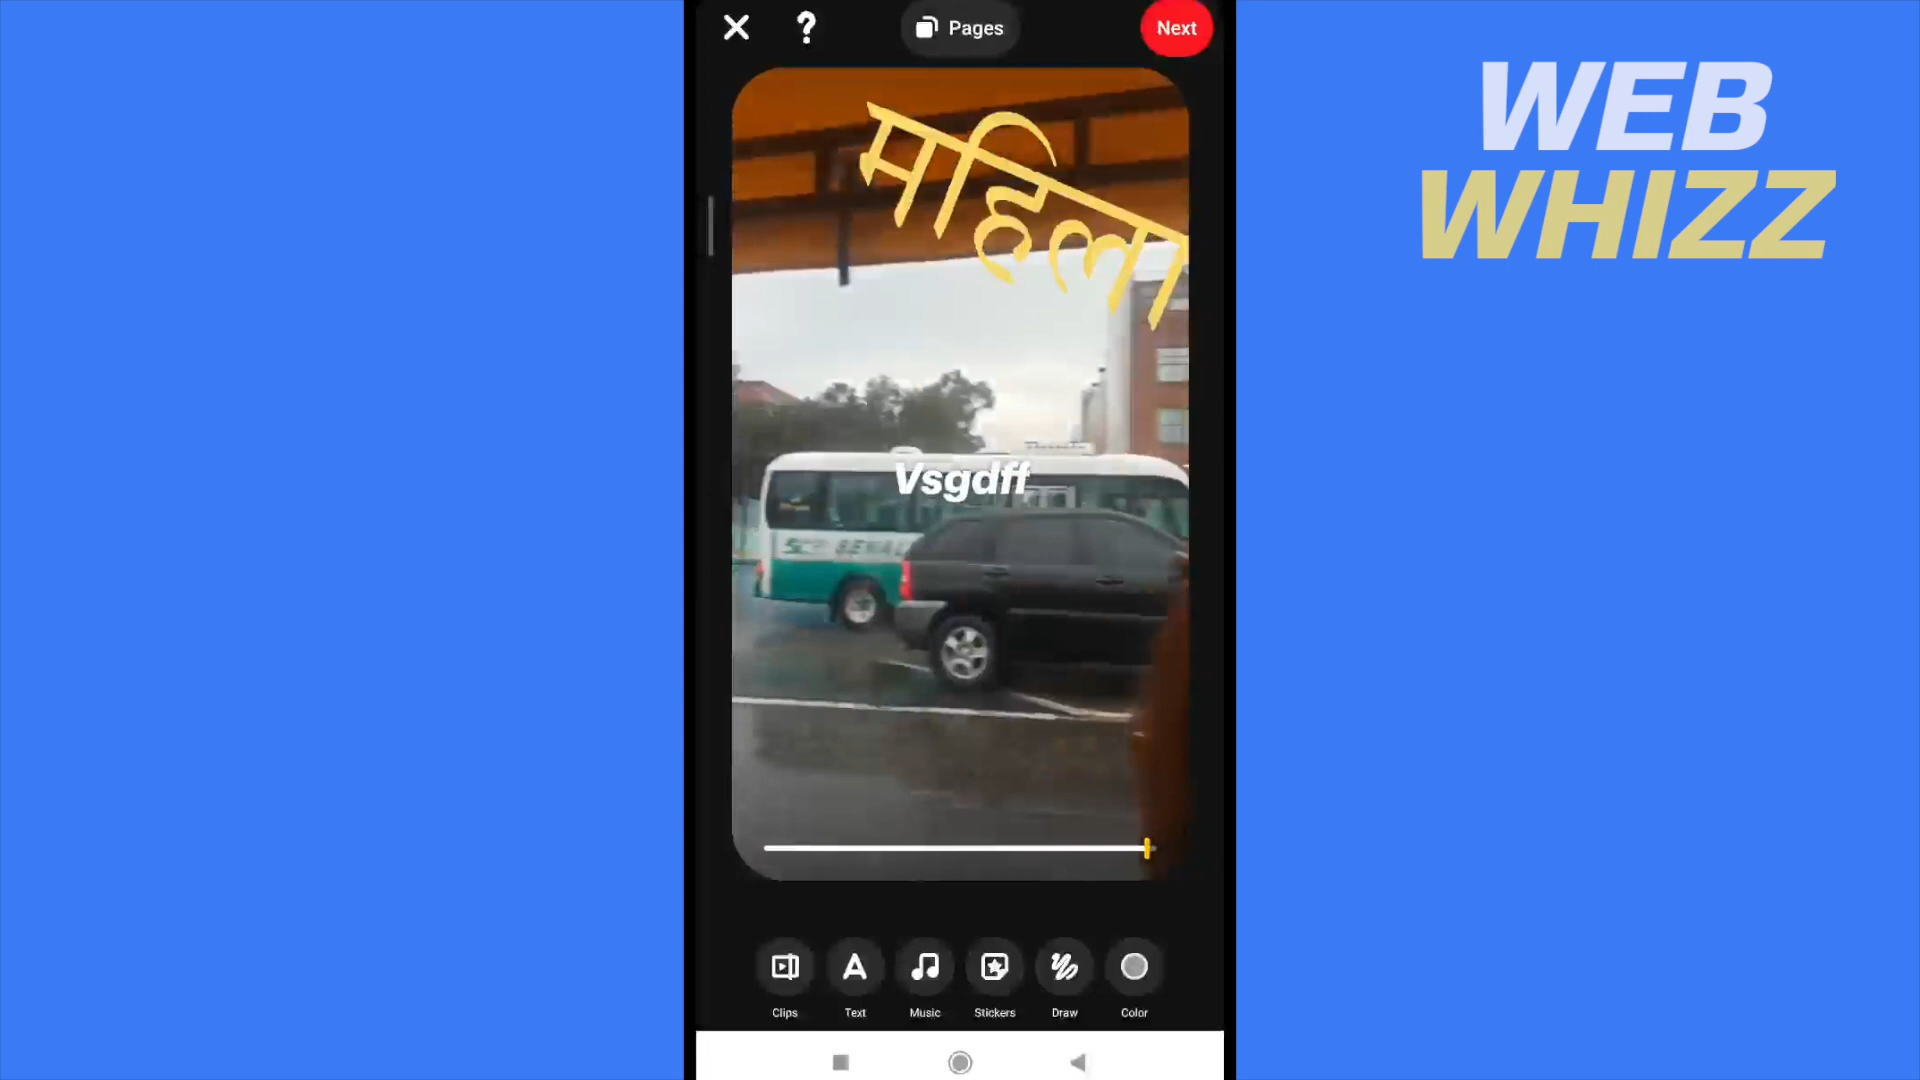 Pages
Next
WEB
WHIZZ
महिला
Vsgdff
Clips
Text
Music
Stickers
Draw
Color